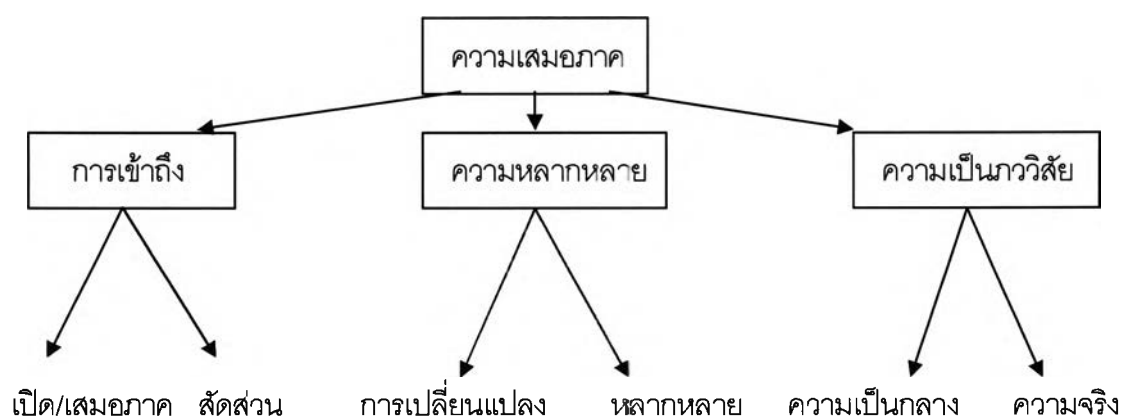 ความเสมอภาค
การเข้าถึง ความหลากหลาย ความเป็นภววิสัย
เปิด/เสมอภาค สัดส่วน การเปลี่ยนแปลง หลากหลาย ความเป็นกลาง ความจริง